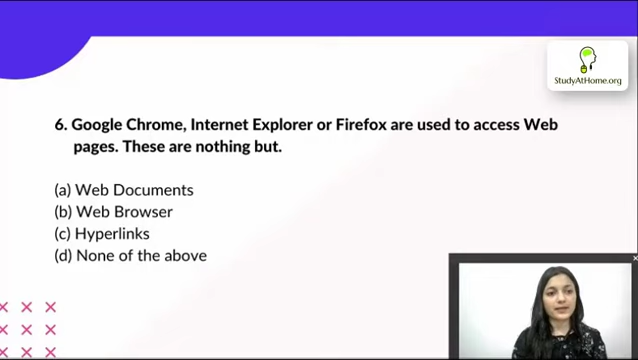 StudyAtHome.org
6. Google Chrome, Internet Explorer or Firefox are used to access Web
pages. These are nothing but.
(a) Web Documents
(b) Web Browser
(c) Hyperlinks
(d) None of the above